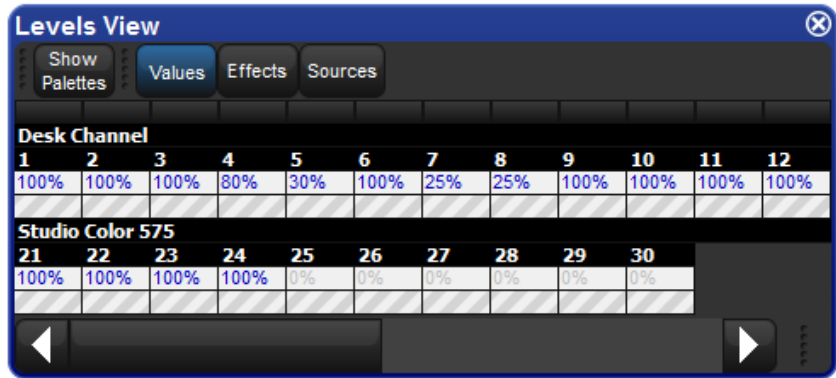 Levels View
Show Palettes Values Effects Sources
Desk Channel
1 2 3 4 5 6 7 8 9 10 11 12
100% 100% 100% 80% 30% 100% 25% 25% 100% 100% 100% 100%
Studio Color 575
21 22 23 24 25 26 27 28 29 30
100% 100% 100% 100% 0% 0% 0% 0% 0% 0%